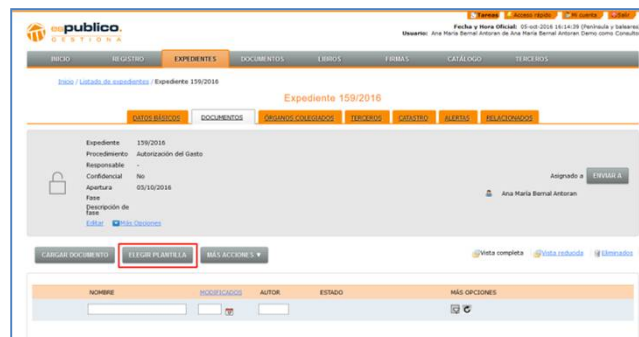 Tareas Acceso rápido Mi cuenta Salir
espublico.
GESTIONA
Fecha y Hora Oficial: 05-oct-2016 16:14:39 (Península y baleares
Usuario: Ana María Bernal Antoran de Ana María Bernal Antoran Demo como Consulto
INICIO REGISTRO EXPEDIENTES DOCUMENTOS LIBROS FIRMAS CATÁLOGO TERCEROS
Inicio / Listado de expedientes / Expediente 159/2016
Expediente 159/2016
DATOS BÁSICOS DOCUMENTOS ÓRGANOS COLEGIADOS TERCEROS CATASTRO ALERTAS RELACIONADOS
Expediente 159/2016
Procedimiento Autorización del Gasto
Responsable -
Confidencial No
Apertura 03/10/2016
Fase
Descripción de
fase
Editar Más Opciones
Asignado a ENVIAR A
Ana María Bernal Antoran
CARGAR DOCUMENTO ELEGIR PLANTILLA MÁS ACCIONES ▼
Vista completa Vista reducida Eliminados
NOMBRE MODIFICADOS AUTOR ESTADO MÁS OPCIONES